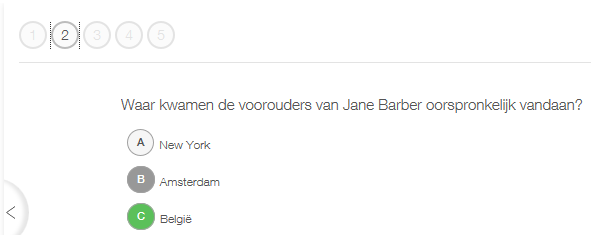 1 2 3 4 5
Waar kwamen de voorouders van Jane Barber oorspronkelijk vandaan?
A New York
B Amsterdam
C België